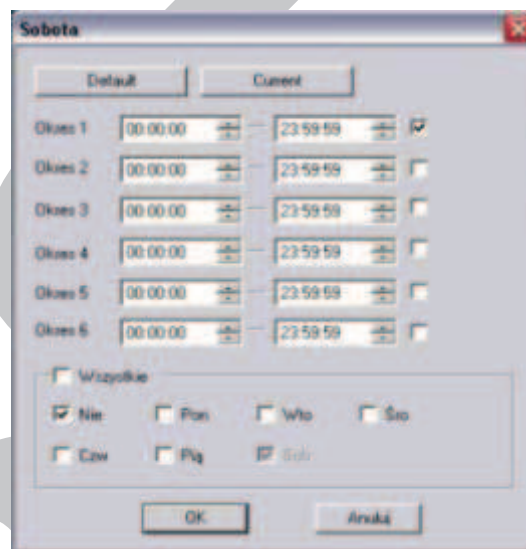 Sobota
Default Current
Okres 1 00:00:00 23:59:59
Okres 2 00:00:00 23:59:59
Okres 3 00:00:00 23:59:59
Okres 4 00:00:00 23:59:59
Okres 5 00:00:00 23:59:59
Okres 6 00:00:00 23:59:59
Wszystkie
Nie Pon Wto Śro
Czw Pią Sob
OK Anuluj